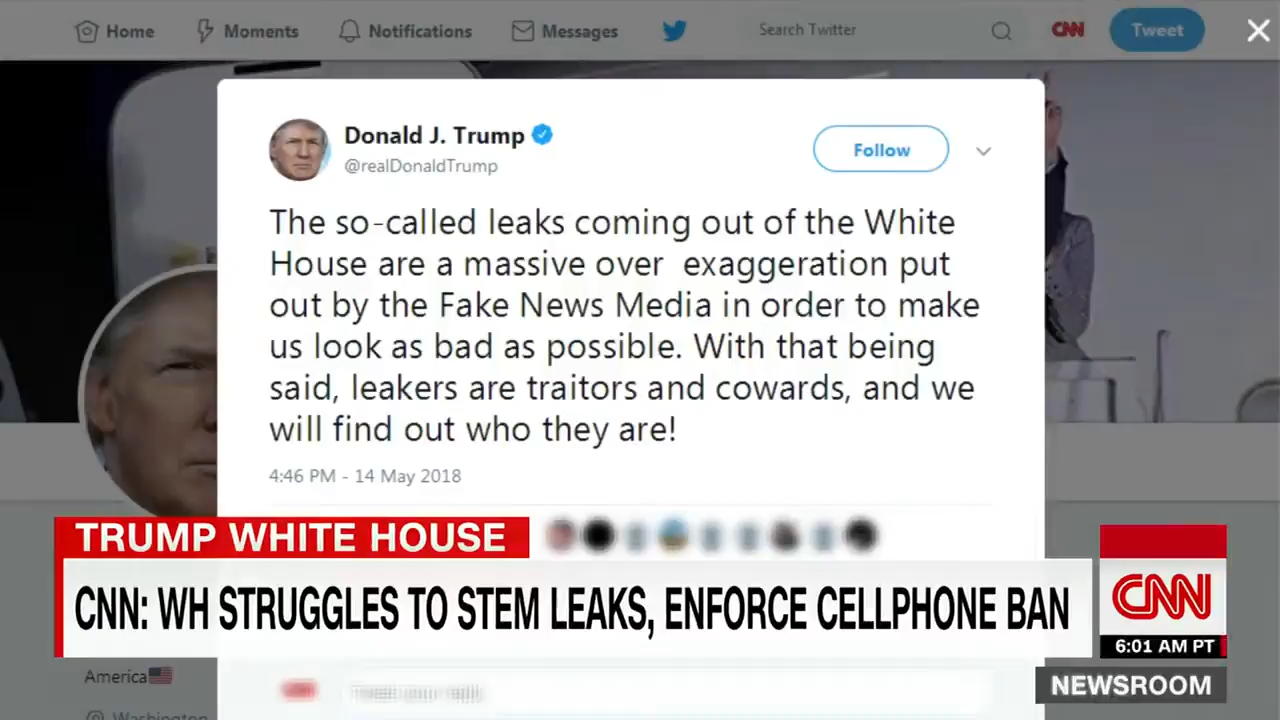 Home Moments Notifications Messages Search Twitter CNN Tweet
Donald J. Trump
@realDonaldTrump
Follow
The so-called leaks coming out of the White
House are a massive over  exaggeration put
out by the Fake News Media in order to make
us look as bad as possible. With that being
said, leakers are traitors and cowards, and we
will find out who they are!
4:46 PM - 14 May 2018
TRUMP WHITE HOUSE
CNN: WH STRUGGLES TO STEM LEAKS, ENFORCE CELLPHONE BAN
CNN
6:01 AM PT
NEWSROOM
America
Washington